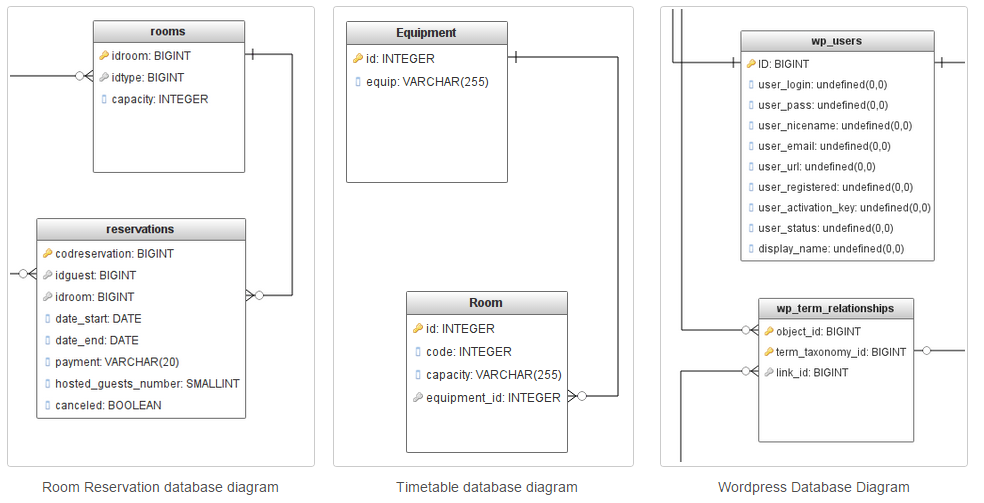 rooms
idroom: BIGINT
idtype: BIGINT
capacity: INTEGER
reservations
codreservation: BIGINT
idguest: BIGINT
idroom: BIGINT
date_start: DATE
date_end: DATE
payment: VARCHAR(20)
hosted_guests_number: SMALLINT
canceled: BOOLEAN
Room Reservation database diagram
Equipment
id: INTEGER
equip: VARCHAR(255)
Room
id: INTEGER
code: INTEGER
capacity: VARCHAR(255)
equipment_id: INTEGER
Timetable database diagram
wp_users
ID: BIGINT
user_login: undefined(0,0)
user_pass: undefined(0,0)
user_nicename: undefined(0,0)
user_email: undefined(0,0)
user_url: undefined(0,0)
user_registered: undefined(0,0)
user_activation_key: undefined(0,0)
user_status: undefined(0,0)
display_name: undefined(0,0)
wp_term_relationships
object_id: BIGINT
term_taxonomy_id: BIGINT
link_id: BIGINT
Wordpress Database Diagram